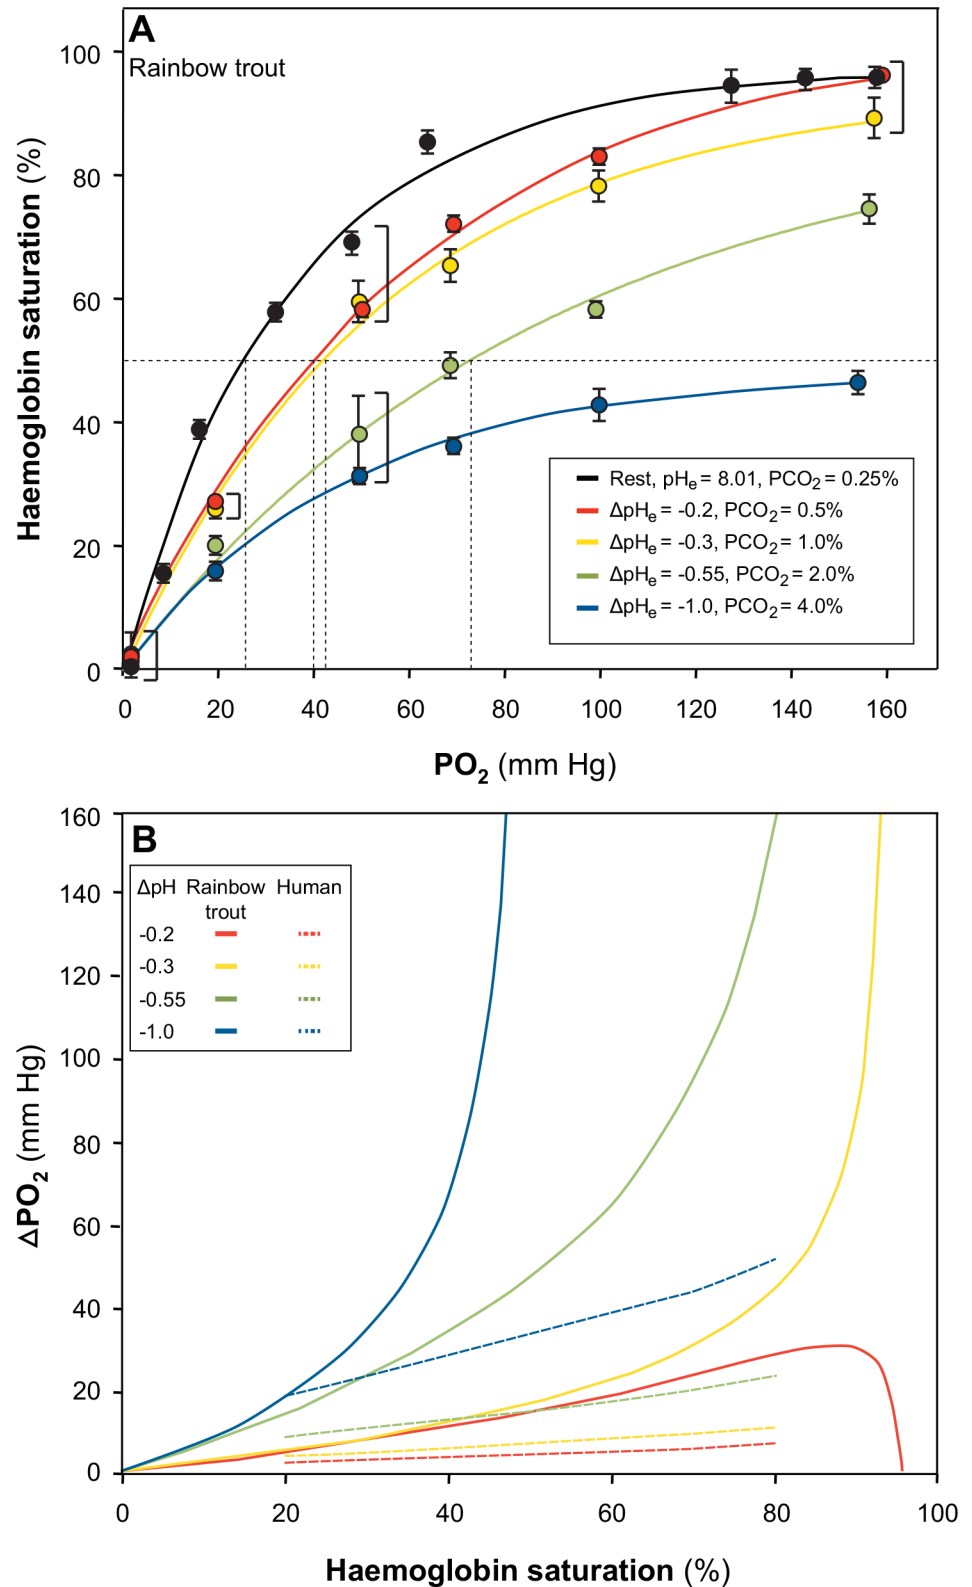 A
Rainbow trout
100
80
60
40
20
0
Haemoglobin saturation (%)
Rest, pHe = 8.01, PCO2 = 0.25%
ΔpHe = -0.2, PCO2 = 0.5%
ΔpHe = -0.3, PCO2 = 1.0%
ΔpHe = -0.55, PCO2 = 2.0%
ΔpHe = -1.0, PCO2 = 4.0%
0 20 40 60 80 100 120 140 160
PO2 (mm Hg)
B
160
140
120
100
80
60
40
20
0
ΔPO2 (mm Hg)
ΔpH Rainbow Human
trout
-0.2
-0.3
-0.55
-1.0
0 20 40 60 80 100
Haemoglobin saturation (%)